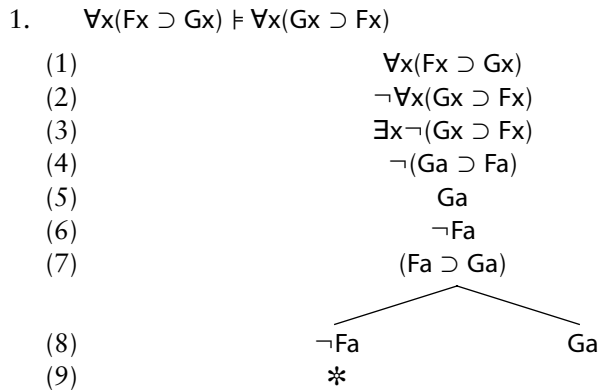 1. ∀x(Fx ⊃ Gx) ⊧ ∀x(Gx ⊃ Fx)
(1) ∀x(Fx ⊃ Gx)
(2) ¬∀x(Gx ⊃ Fx)
(3) ∃x¬(Gx ⊃ Fx)
(4) ¬(Ga ⊃ Fa)
(5) Ga
(6) ¬Fa
(7) (Fa ⊃ Ga)
(8) ¬Fa Ga
(9) ✲